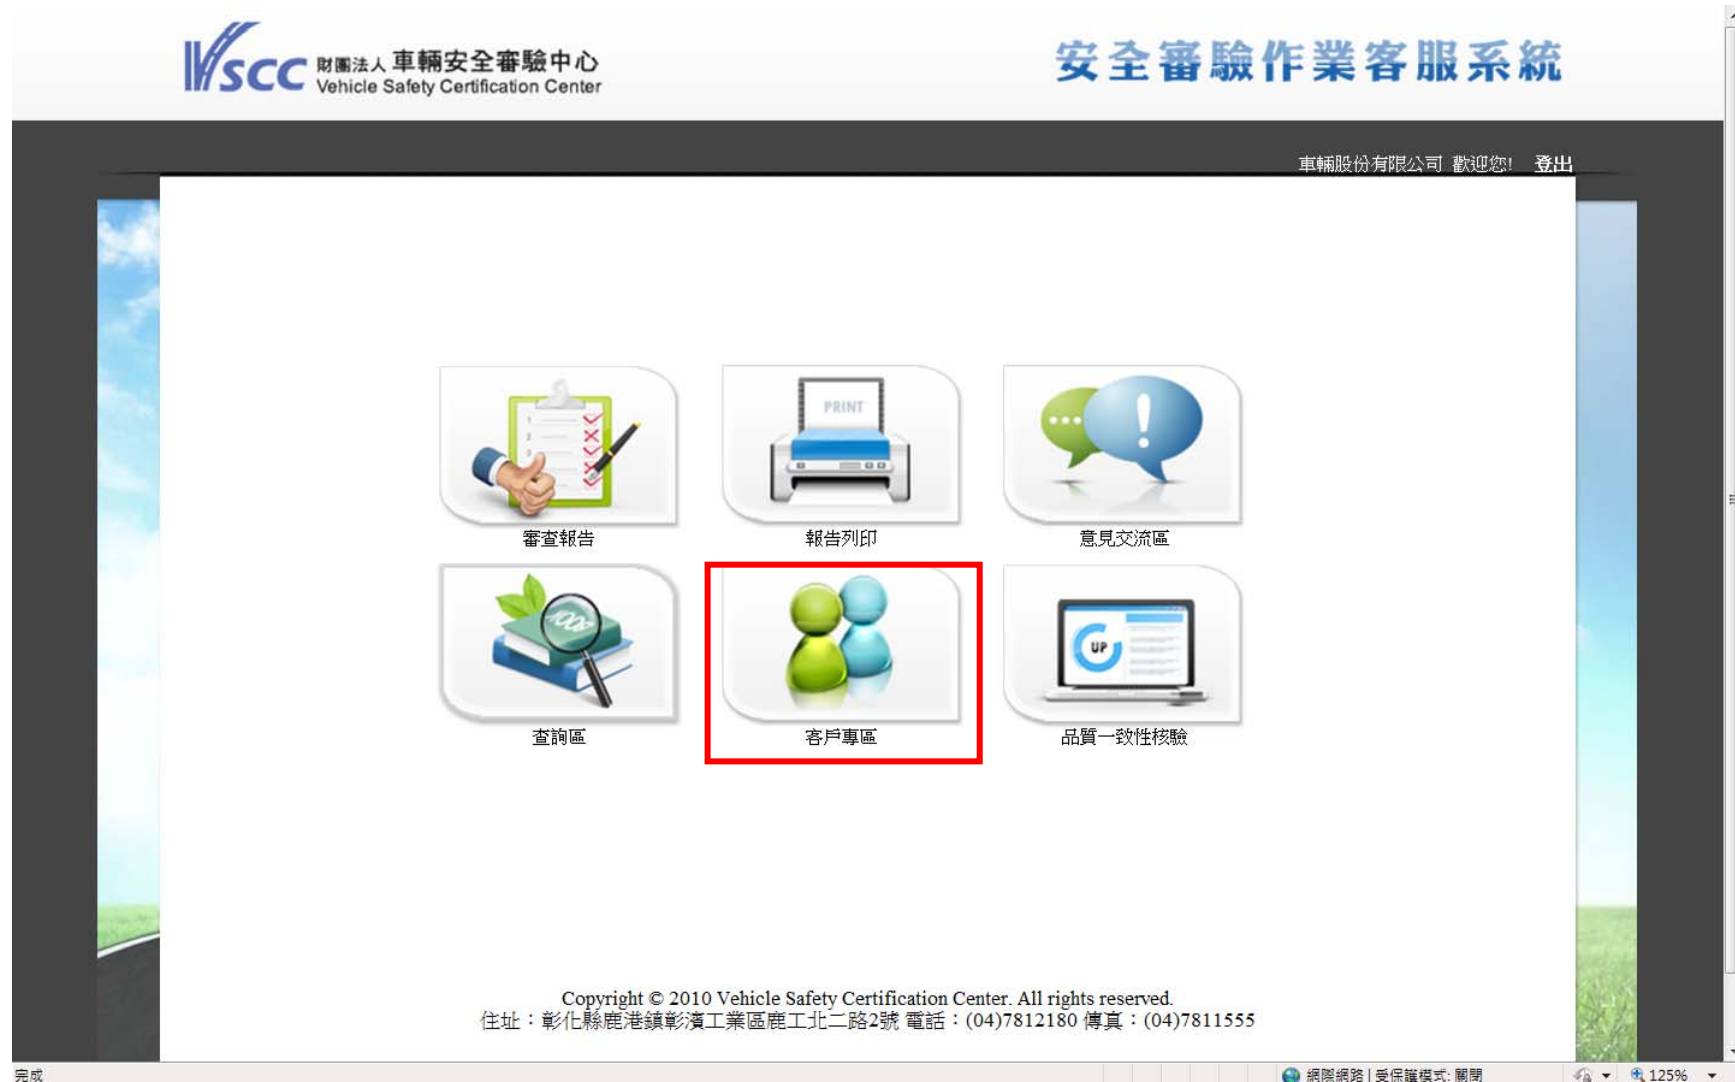 VSCC 財團法人 車輛安全審驗中心
Vehicle Safety Certification Center
安全審驗作業客服系統
車輛股份有限公司 歡迎您! 登出
PRINT
審查報告
報告列印
意見交流區
BOOK
UP
查詢區
客戶專區
品質一致性核驗
Copyright © 2010 Vehicle Safety Certification Center. All rights reserved.
住址：彰化縣鹿港鎮彰濱工業區鹿工北二路2號 電話：(04)7812180 傳真：(04)7811555
完成
網際網路 | 受保護模式: 關閉
125%